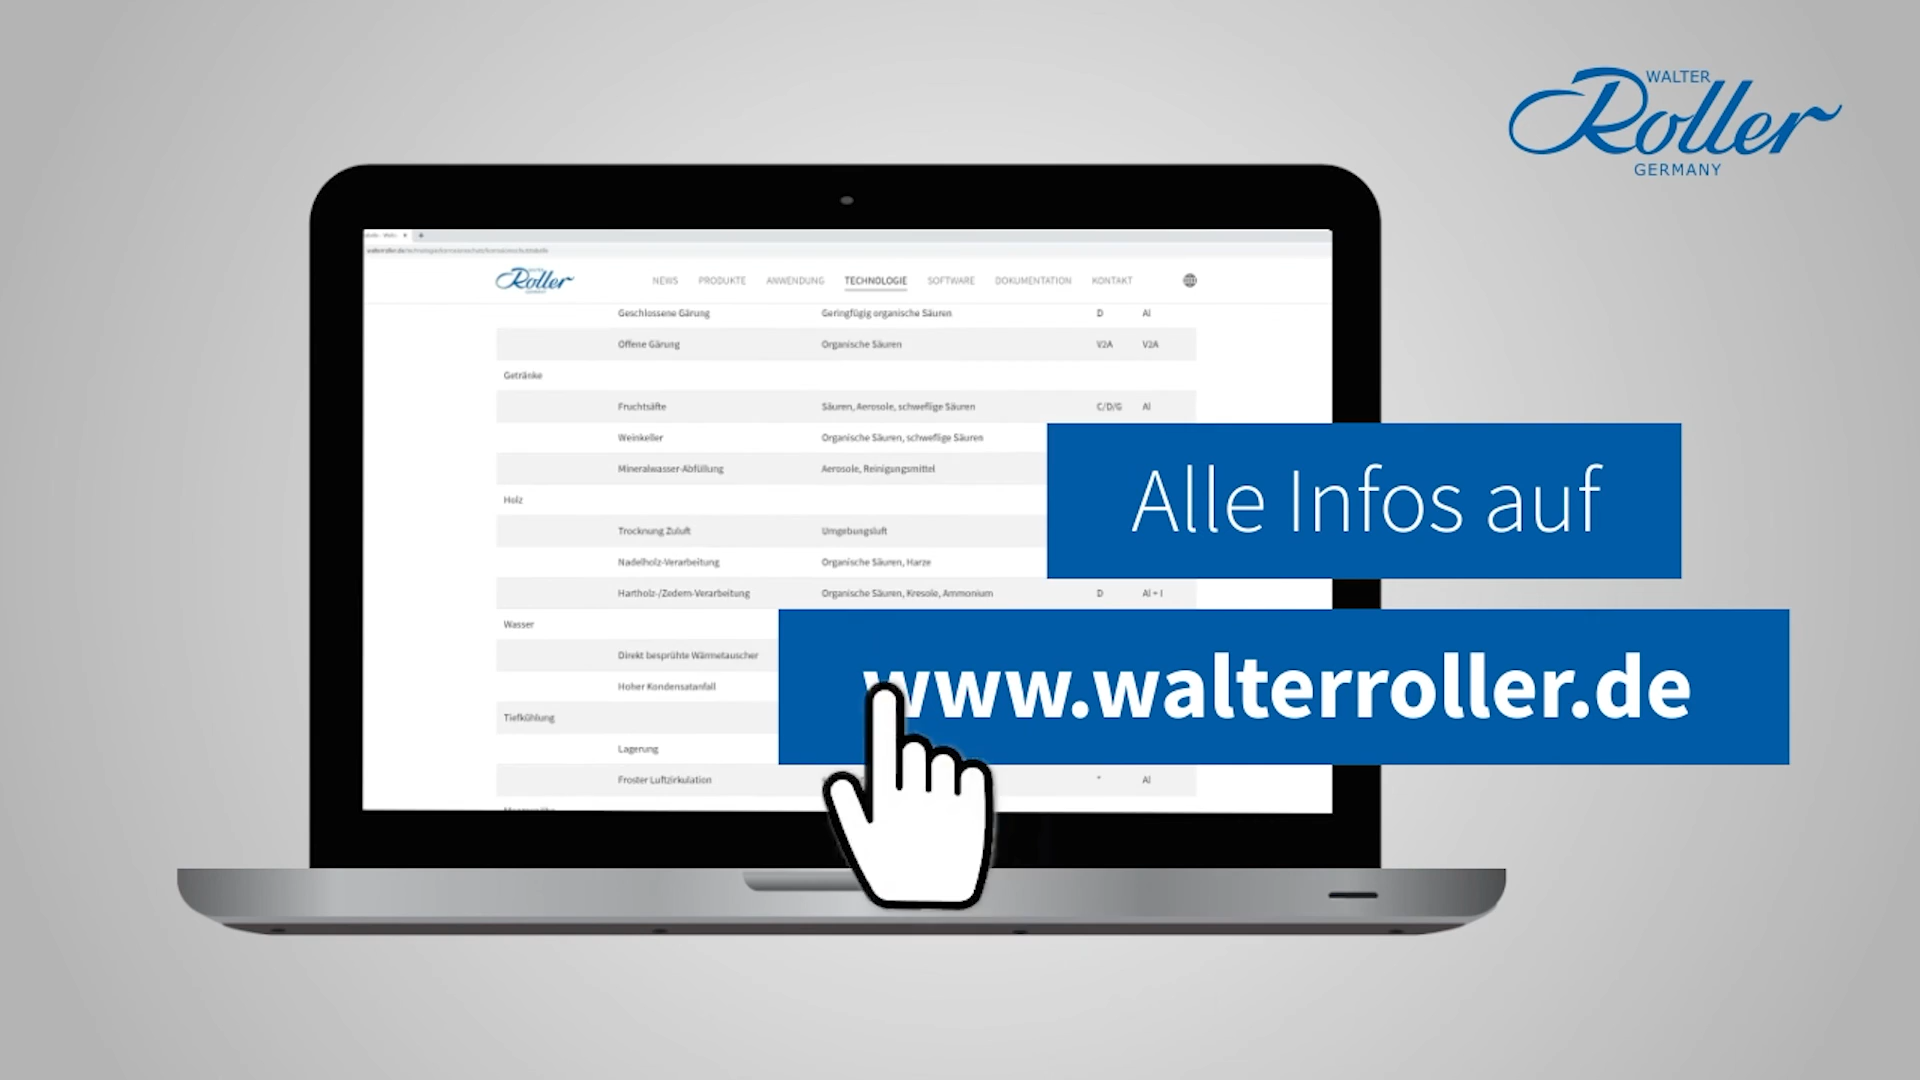 WALTER
Roller
GERMANY
Roller
NEWS PRODUKTE ANWENDUNG TECHNOLOGIE SOFTWARE DOKUMENTATION KONTAKT
Geschlossene Gärung Geringfügig organische Säuren D Al
Offene Gärung Organische Säuren V2A V2A
Getränke
Fruchtsäfte Säuren, Aerosole, schweflige Säuren C/D/G Al
Weinkeller Organische Säuren, schweflige Säuren
Mineralwasser-Abfüllung Aerosole, Reinigungsmittel
Holz
Trocknung Zuluft Umgebungsluft
Nadelholz-Verarbeitung Organische Säuren, Harze
Hartholz-/Zedern-Verarbeitung Organische Säuren, Kresole, Ammonium D Al + I
Wasser
Direkt besprühte Wärmetauscher
Hoher Kondensatanfall
Tiefkühlung
Lagerung
Froster Luftzirkulation Al
Alle Infos auf
www.walterroller.de